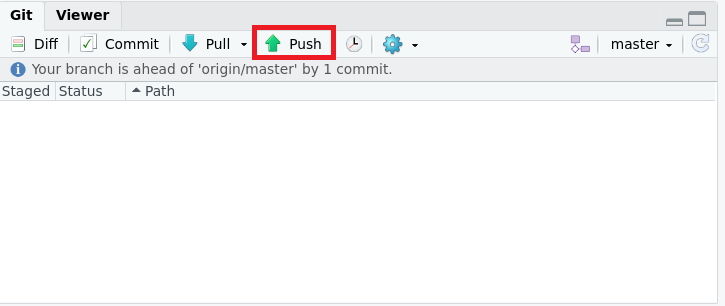 Git Viewer
Diff Commit Pull Push master
Your branch is ahead of 'origin/master' by 1 commit.
Staged Status Path